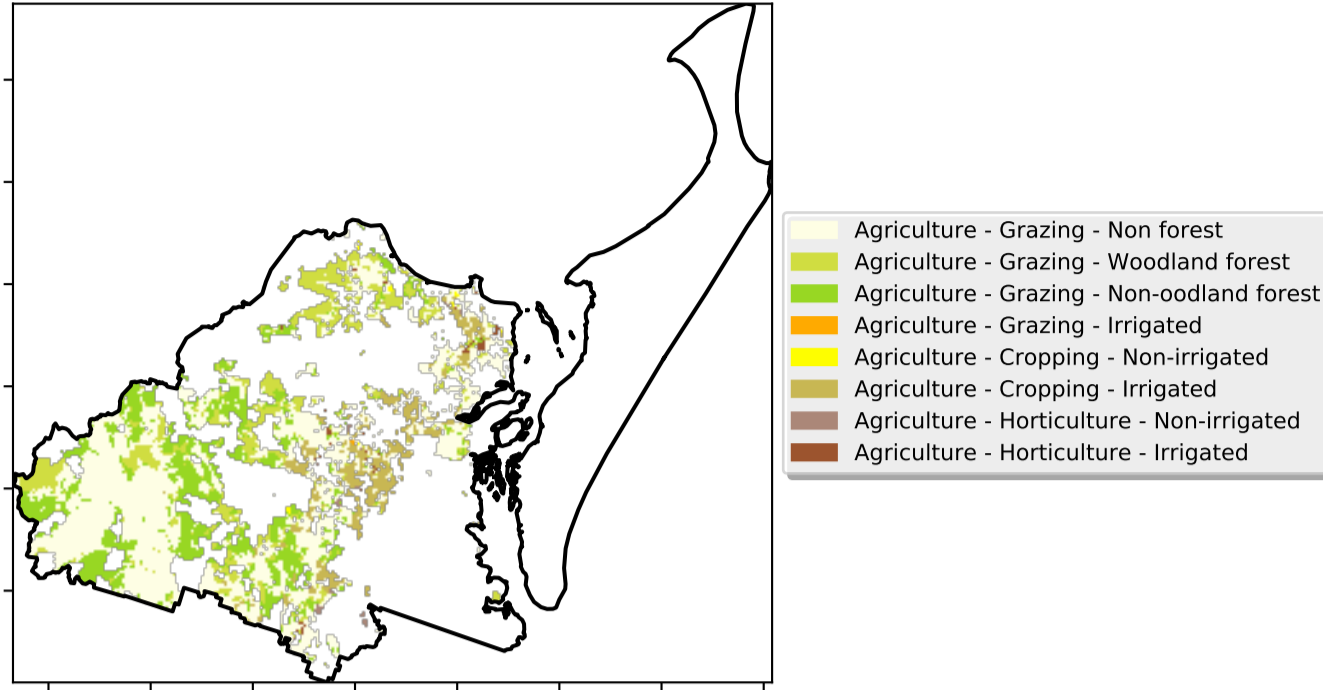 Agriculture - Grazing - Non forest
Agriculture - Grazing - Woodland forest
Agriculture - Grazing - Non-oodland forest
Agriculture - Grazing - Irrigated
Agriculture - Cropping - Non-irrigated
Agriculture - Cropping - Irrigated
Agriculture - Horticulture - Non-irrigated
Agriculture - Horticulture - Irrigated